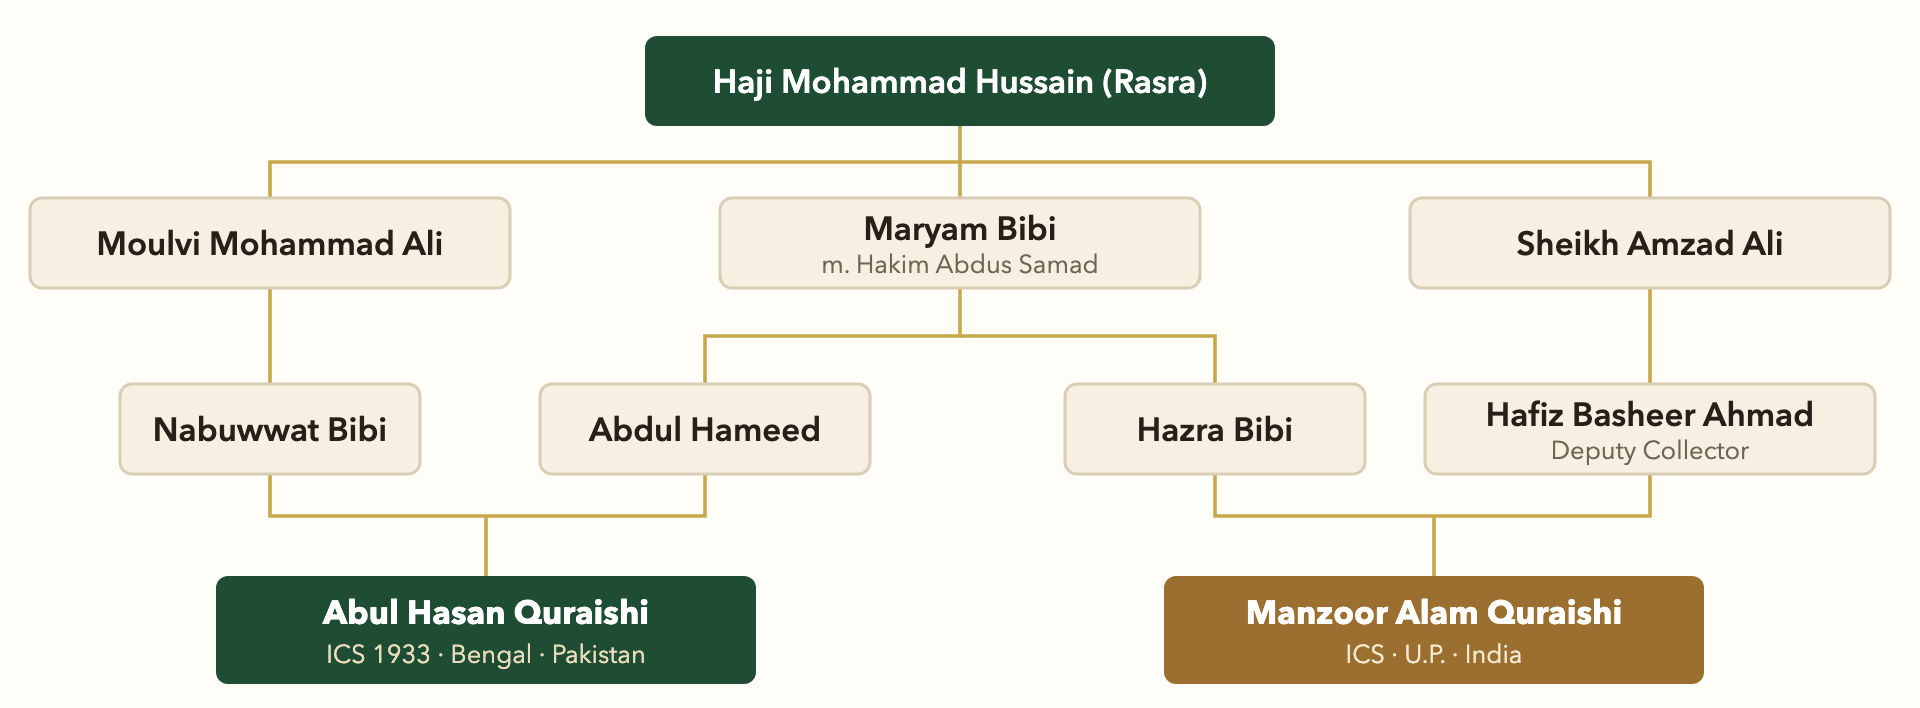 Haji Mohammad Hussain (Rasra)
Moulvi Mohammad Ali
Maryam Bibi
m. Hakim Abdus Samad
Sheikh Amzad Ali
Nabuwwat Bibi
Abdul Hameed
Hazra Bibi
Hafiz Basheer Ahmad
Deputy Collector
Abul Hasan Quraishi
ICS 1933 · Bengal · Pakistan
Manzoor Alam Quraishi
ICS · U.P. · India